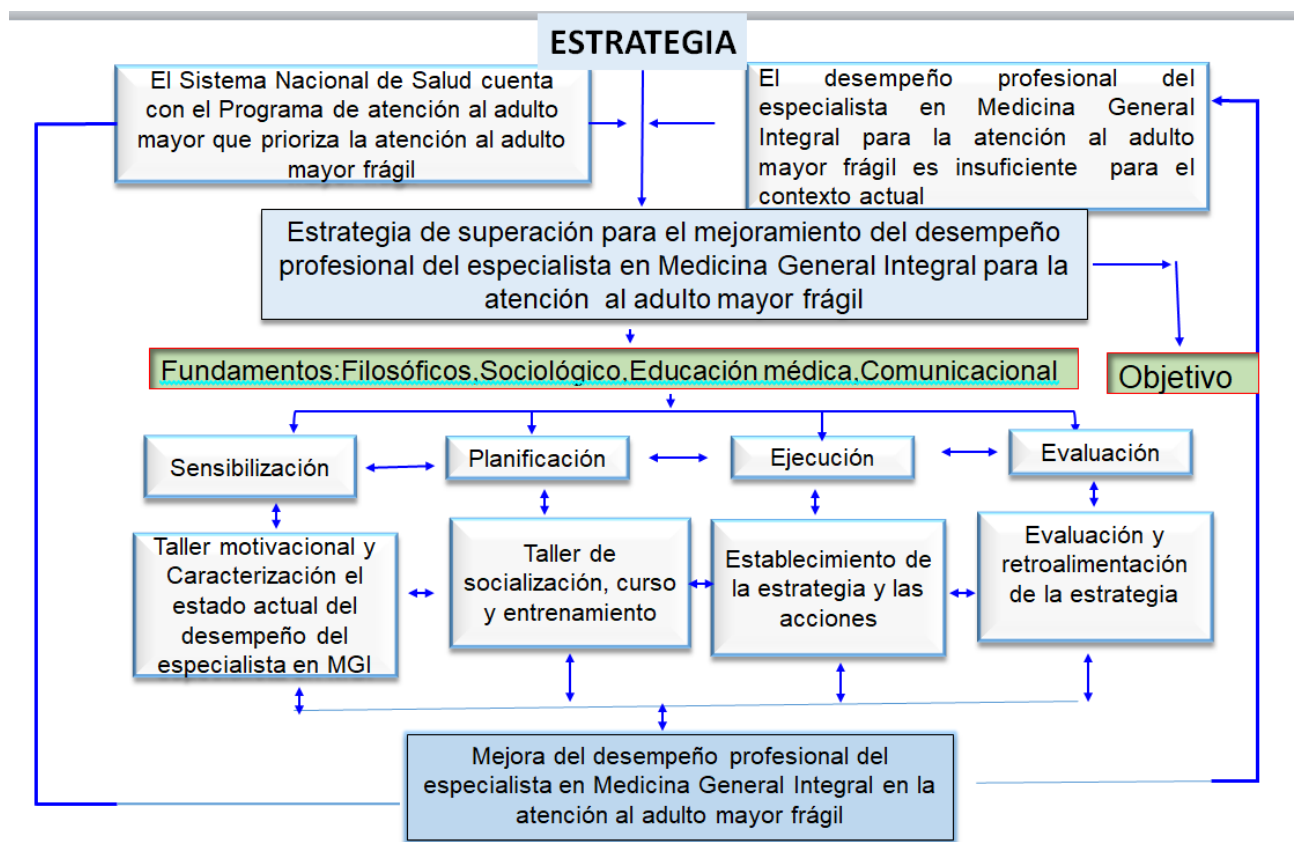 ESTRATEGIA
El Sistema Nacional de Salud cuenta
con el Programa de atención al adulto
mayor que prioriza la atención al adulto
mayor frágil
El desempeño profesional del
especialista en Medicina General
Integral para la atención al adulto
mayor frágil es insuficiente para el
contexto actual
Estrategia de superación para el mejoramiento del desempeño
profesional del especialista en Medicina General Integral para la
atención al adulto mayor frágil
Fundamentos:Filosóficos,Sociológico,Educación médica,Comunicacional
Objetivo
Sensibilización
Planificación
Ejecución
Evaluación
Taller motivacional y
Caracterización el
estado actual del
desempeño del
especialista en MGI
Taller de
socialización, curso
y entrenamiento
Establecimiento de
la estrategia y las
acciones
Evaluación y
retroalimentación
de la estrategia
Mejora del desempeño profesional del
especialista en Medicina General Integral en la
atención al adulto mayor frágil